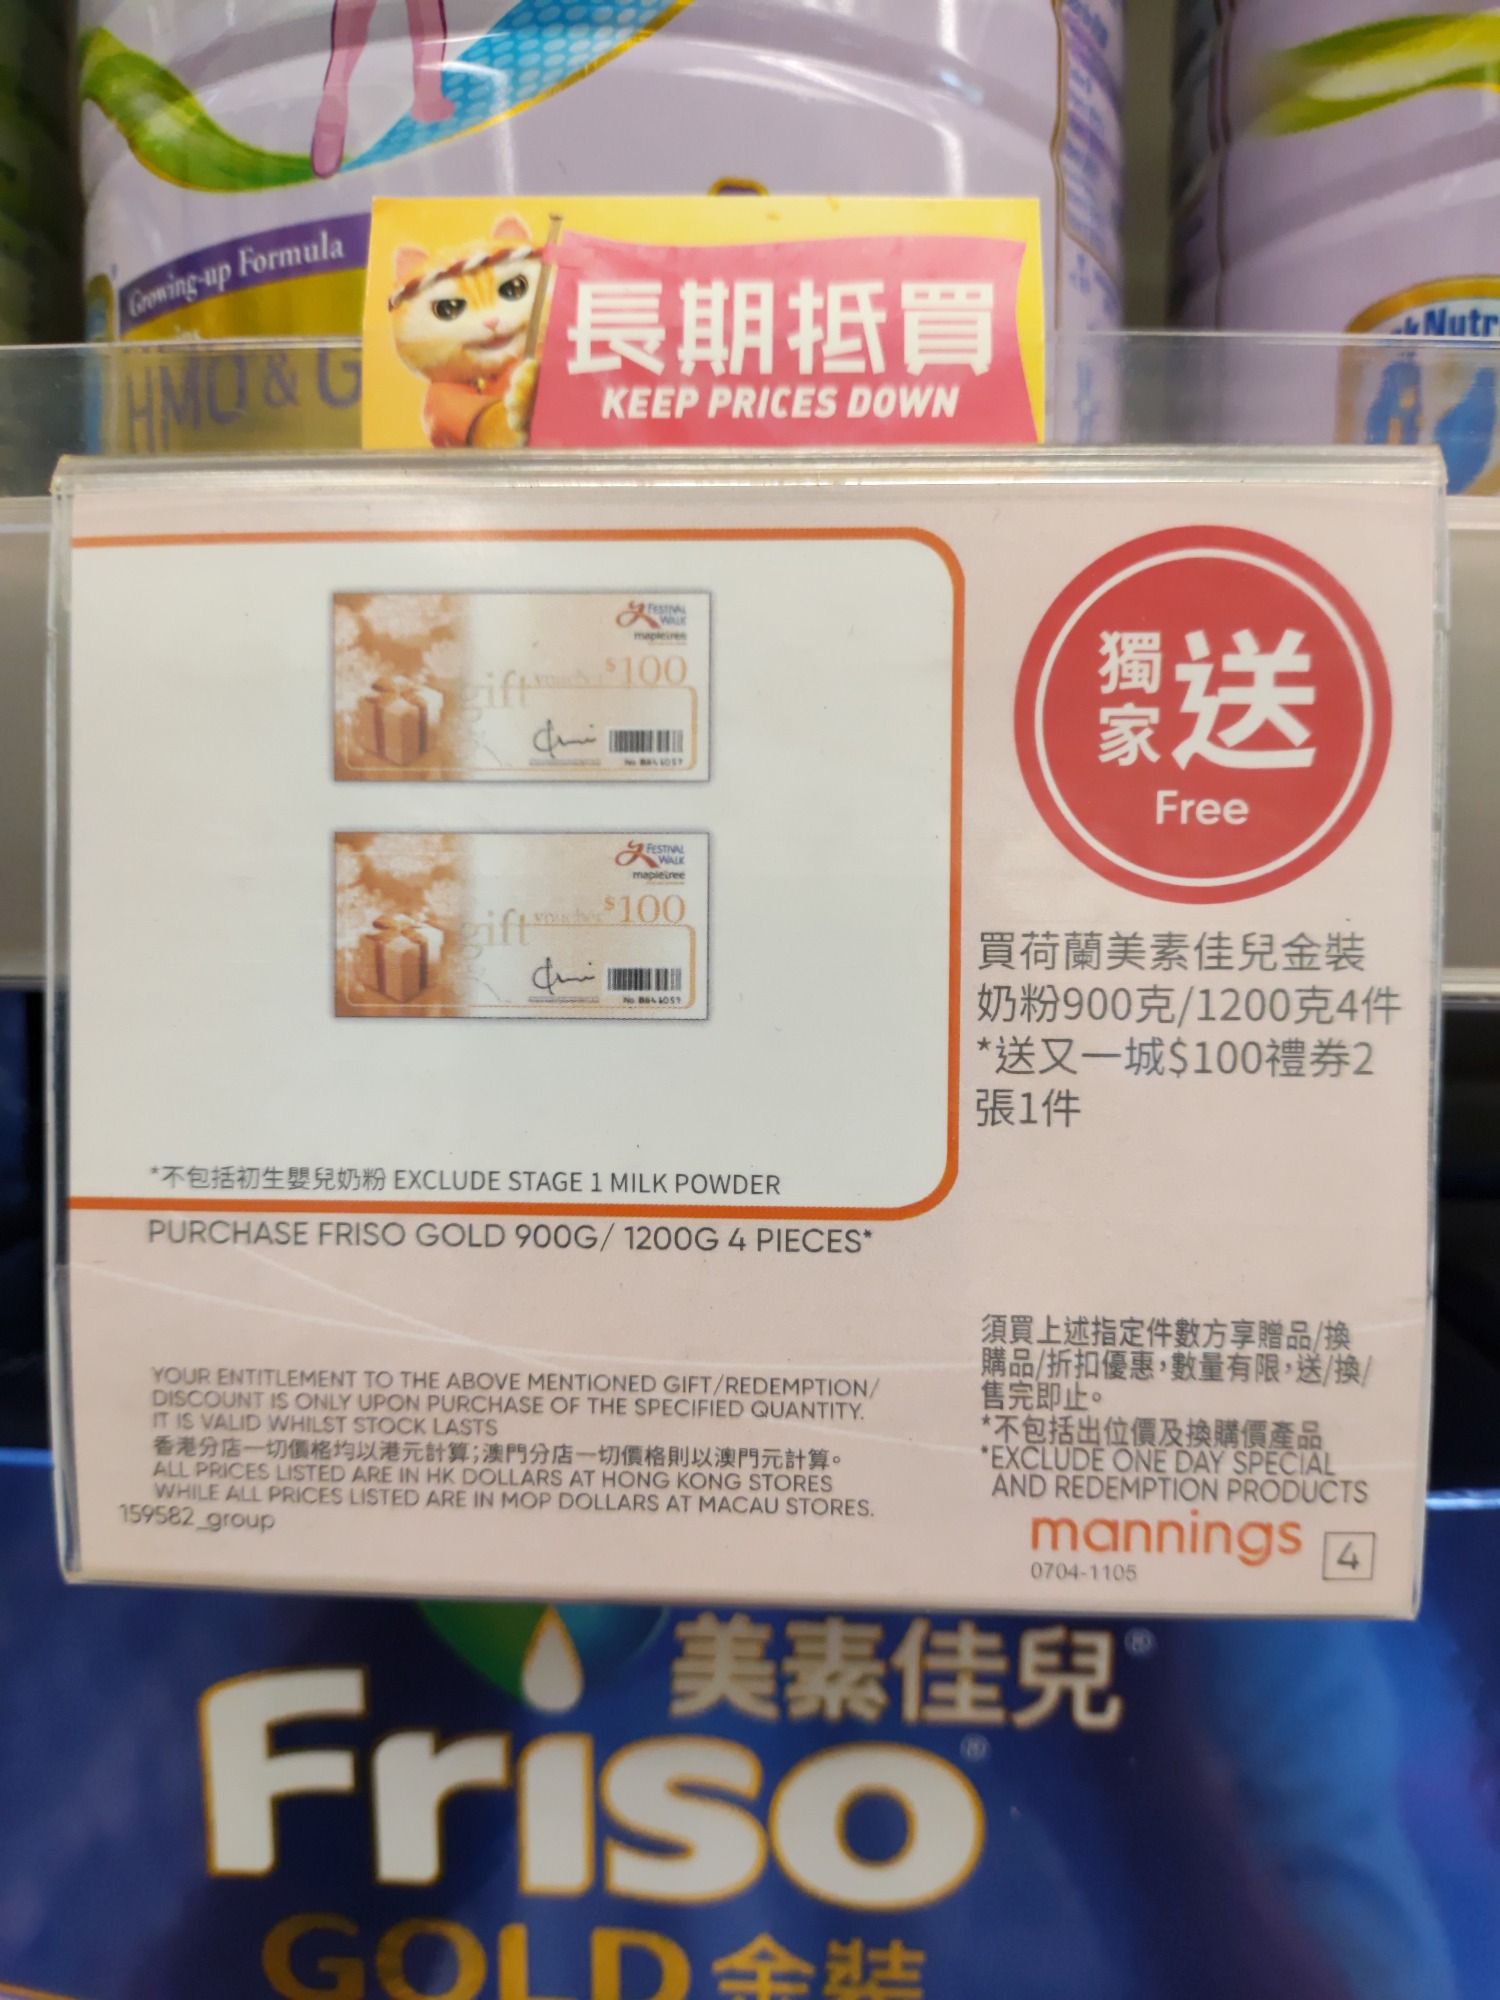 Growing-up Formula
HMO & G
kNutr
長期抵買
KEEP PRICES DOWN
FESTIVAL
WALK
mapletree
gift voucher $100
FESTIVAL
WALK
mapletree
gift voucher $100
獨家送
Free
買荷蘭美素佳兒金裝
奶粉900克/1200克4件
*送又一城$100禮券2
張1件
*不包括初生嬰兒奶粉 EXCLUDE STAGE 1 MILK POWDER
PURCHASE FRISO GOLD 900G/ 1200G 4 PIECES*
YOUR ENTITLEMENT TO THE ABOVE MENTIONED GIFT/REDEMPTION/
DISCOUNT IS ONLY UPON PURCHASE OF THE SPECIFIED QUANTITY.
IT IS VALID WHILST STOCK LASTS
香港分店一切價格均以港元計算;澳門分店一切價格則以澳門元計算。
ALL PRICES LISTED ARE IN HK DOLLARS AT HONG KONG STORES
WHILE ALL PRICES LISTED ARE IN MOP DOLLARS AT MACAU STORES.
159582_group
須買上述指定件數方享贈品/換
購品/折扣優惠,數量有限,送/換/
售完即止。
*不包括出位價及換購價產品
*EXCLUDE ONE DAY SPECIAL
AND REDEMPTION PRODUCTS
mannings
0704-1105
4
美素佳兒®
Friso®
GOLD 金裝